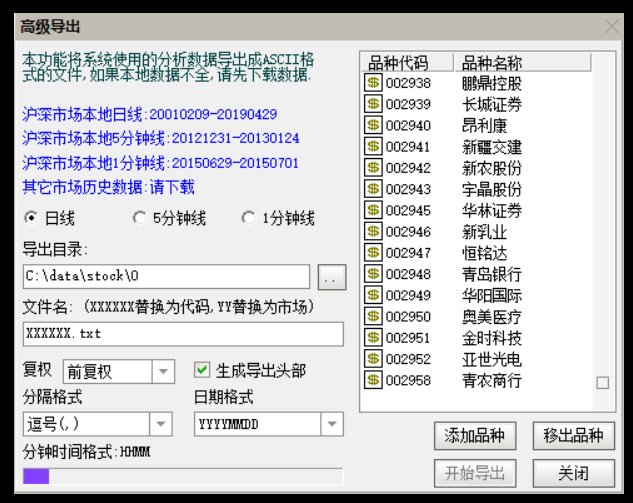 高级导出
本功能将系统使用的分析数据导出成ASCII格
式的文件,如果本地数据不全,请先下载数据.
沪深市场本地日线:20010209-20190429
沪深市场本地5分钟线:20121231-20130124
沪深市场本地1分钟线:20150629-20150701
其它市场历史数据:请下载
日线 5分钟线 1分钟线
导出目录:
C:\data\stock\0
..
文件名: (XXXXXX替换为代码,YY替换为市场)
XXXXXX.txt
复权 前复权
生成导出头部
分隔格式 日期格式
逗号(,) YYYYMMDD
分钟时间格式:HHMM
品种代码 品种名称
002938 鹏鼎控股
002939 长城证券
002940 昂利康
002941 新疆交建
002942 新农股份
002943 宇晶股份
002945 华林证券
002946 新乳业
002947 恒铭达
002948 青岛银行
002949 华阳国际
002950 奥美医疗
002951 金时科技
002952 亚世光电
002958 青农商行
添加品种 移出品种
开始导出 关闭